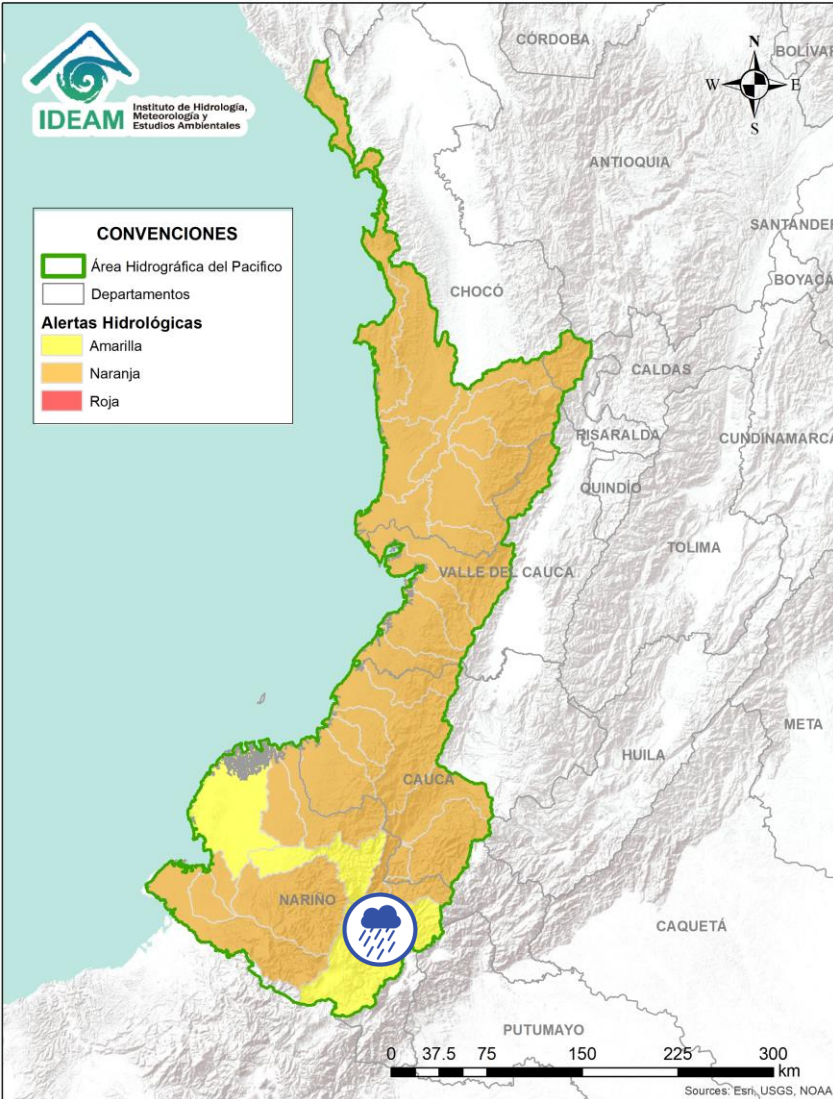 IDEAM
Instituto de Hidrología,
Meteorología y
Estudios Ambientales
N
W E
S
CÓRDOBA
BOLÍVAR
ANTIOQUIA
SANTANDER
BOYACÁ
CHOCÓ
CALDAS
RISARALDA
CUNDINAMARCA
QUINDÍO
TOLIMA
VALLE DEL CAUCA
META
HUILA
CAUCA
NARIÑO
CAQUETÁ
PUTUMAYO
CONVENCIONES
Área Hidrográfica del Pacifico
Departamentos
Alertas Hidrológicas
Amarilla
Naranja
Roja
0 37.5 75 150 225 300
km
Sources: Esri, USGS, NOAA